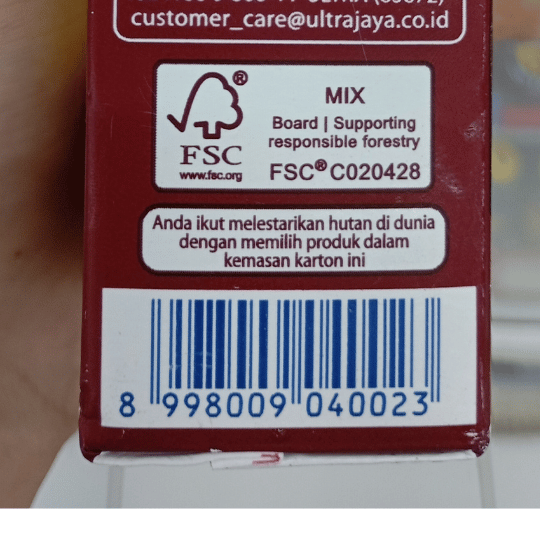 customer_care@ultrajaya.co.id
FSC®
www.fsc.org
MIX
Board | Supporting
responsible forestry
FSC® C020428
Anda ikut melestarikan hutan di dunia
dengan memilih produk dalam
kemasan karton ini
8 998009 040023